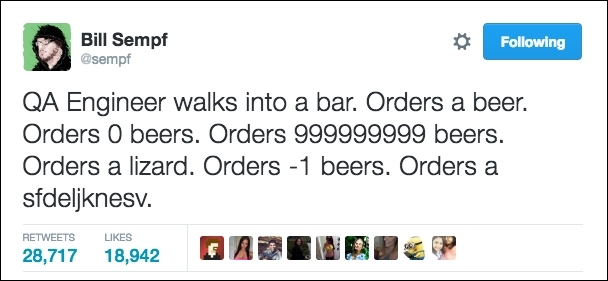 Bill Sempf
@sempf
Following
QA Engineer walks into a bar. Orders a beer.
Orders 0 beers. Orders 999999999 beers.
Orders a lizard. Orders -1 beers. Orders a
sfdeljknesv.
RETWEETS LIKES
28,717 18,942